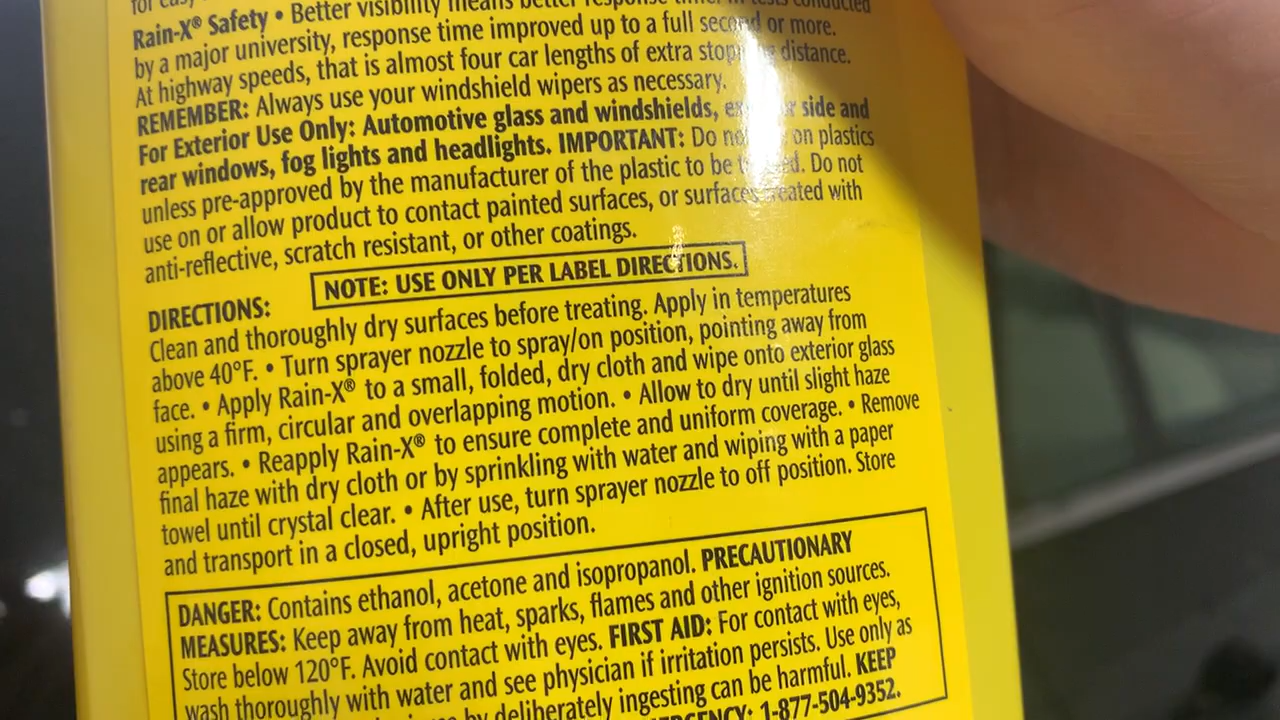 Rain-X® Safety • Better visibility means better response time. In tests conducted
by a major university, response time improved up to a full second or more.
At highway speeds, that is almost four car lengths of extra stopping distance.
REMEMBER: Always use your windshield wipers as necessary.
For Exterior Use Only: Automotive glass and windshields, side and
rear windows, fog lights and headlights. IMPORTANT: Do on plastics
unless pre-approved by the manufacturer of the plastic to be Do not
use on or allow product to contact painted surfaces, or surfaces treated with
anti-reflective, scratch resistant, or other coatings.
NOTE: USE ONLY PER LABEL DIRECTIONS.
DIRECTIONS:
Clean and thoroughly dry surfaces before treating. Apply in temperatures
above 40°F. • Turn sprayer nozzle to spray/on position, pointing away from
face. • Apply Rain-X® to a small, folded, dry cloth and wipe onto exterior glass
using a firm, circular and overlapping motion. • Allow to dry until slight haze
appears. • Reapply Rain-X® to ensure complete and uniform coverage. • Remove
final haze with dry cloth or by sprinkling with water and wiping with a paper
towel until crystal clear. • After use, turn sprayer nozzle to off position. Store
and transport in a closed, upright position.
DANGER: Contains ethanol, acetone and isopropanol. PRECAUTIONARY
MEASURES: Keep away from heat, sparks, flames and other ignition sources.
Store below 120°F. Avoid contact with eyes. FIRST AID: For contact with eyes,
wash thoroughly with water and see physician if irritation persists. Use only as
by deliberately ingesting can be harmful. KEEP
1-877-504-9352.